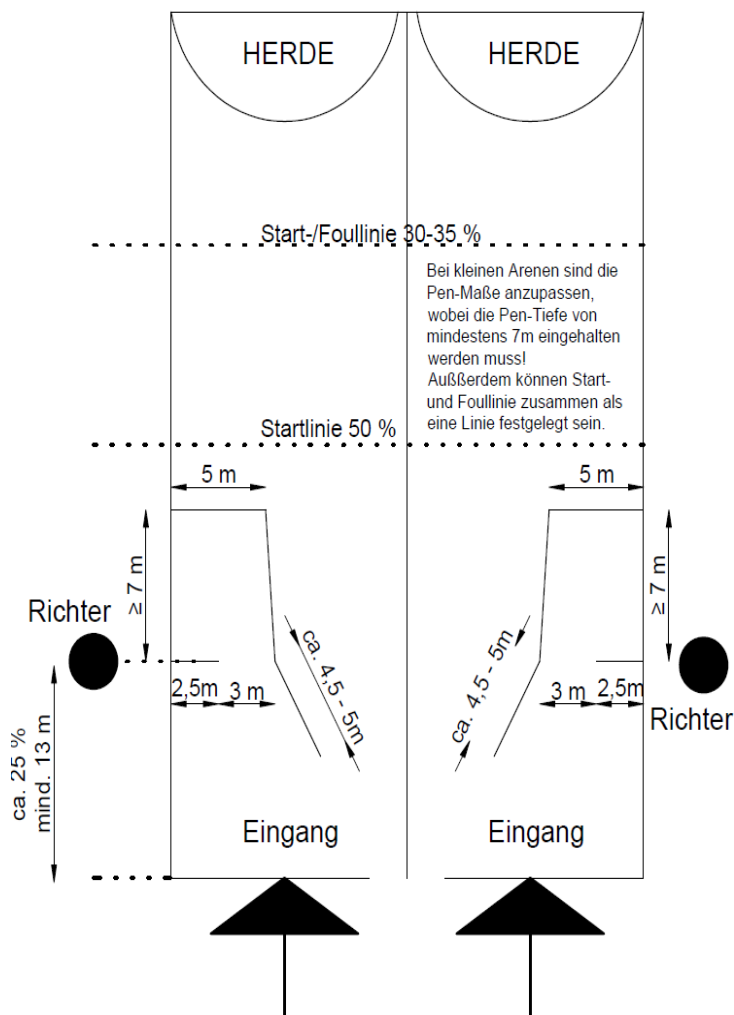 HERDE
HERDE
Start-/Foullinie 30-35 %
Bei kleinen Arenen sind die
Pen-Maße anzupassen,
wobei die Pen-Tiefe von
mindestens 7m eingehalten
werden muss!
Außßerdem können Start-
und Foullinie zusammen als
eine Linie festgelegt sein.
Startlinie 50 %
5 m
5 m
≥ 7 m
≥ 7 m
Richter
Richter
ca. 4,5 - 5m
ca. 4,5 - 5m
2,5m
3 m
3 m
2,5m
ca. 25 %
mind. 13 m
Eingang
Eingang